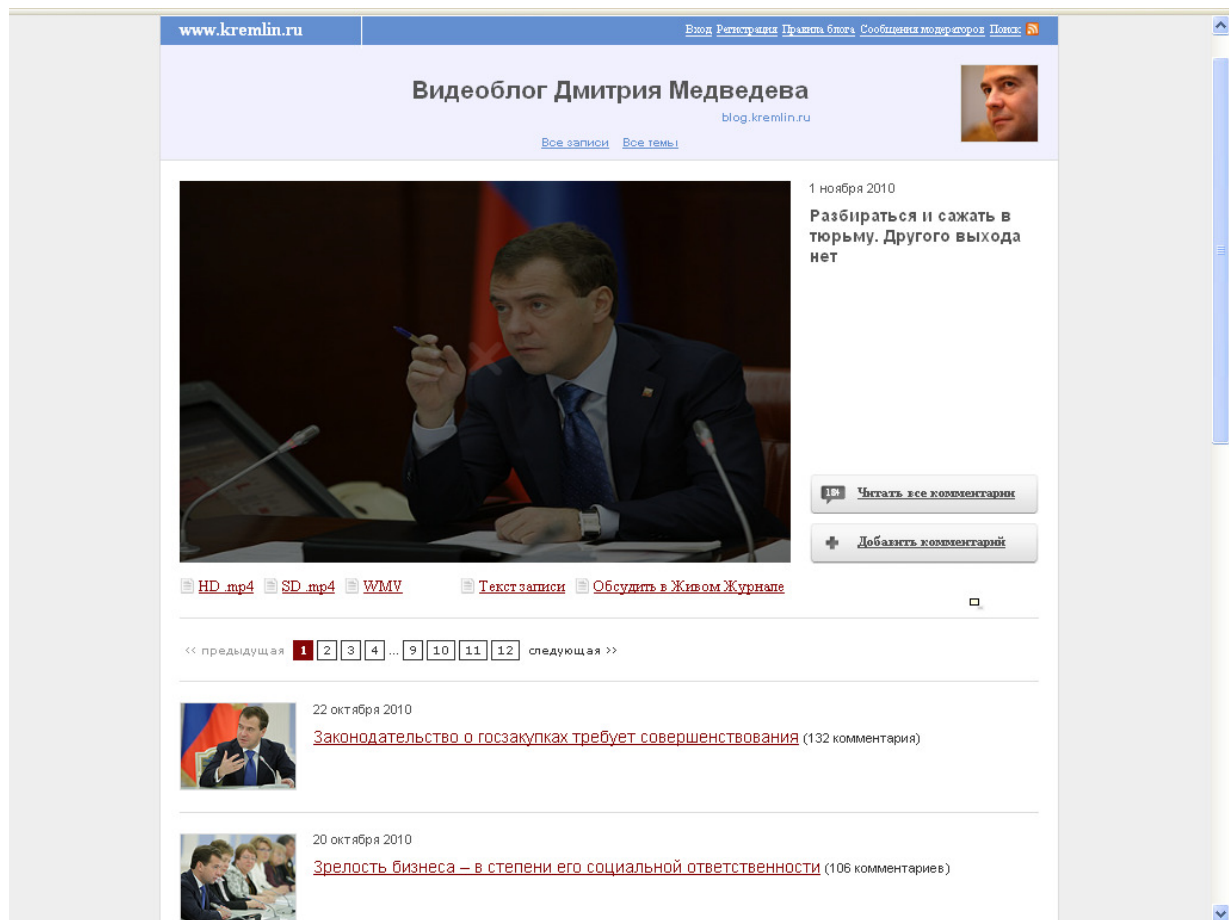 www.kremlin.ru
Вход Регистрация Правила блога Сообщения модераторов Поиск
Видеоблог Дмитрия Медведева
blog.kremlin.ru
Все записи Все темы
1 ноября 2010
Разбираться и сажать в
тюрьму. Другого выхода
нет
184 Читать все комментарии
Добавить комментарий
HD .mp4 SD .mp4 WMV Текст записи Обсудить в Живом Журнале
<< предыдущая 1 2 3 4 ... 9 10 11 12 следующая >>
22 октября 2010
Законодательство о госзакупках требует совершенствования (132 комментария)
20 октября 2010
Зрелость бизнеса – в степени его социальной ответственности (106 комментариев)